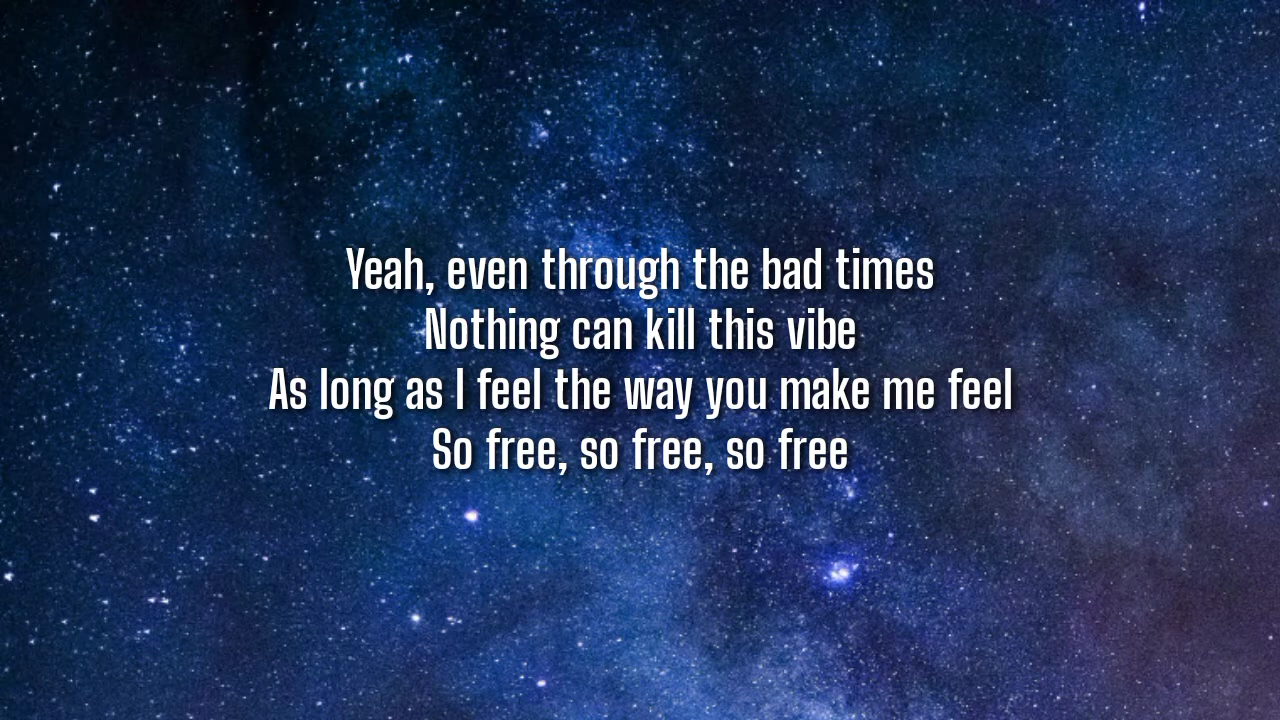 Yeah, even through the bad times
Nothing can kill this vibe
As long as I feel the way you make me feel
So free, so free, so free